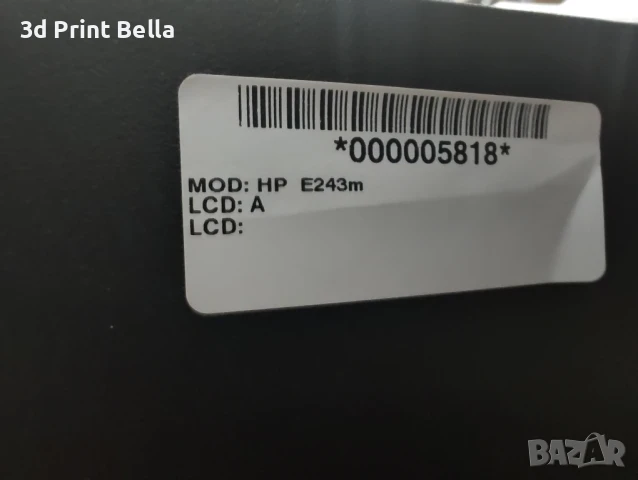 3d Print Bella
*000005818*
MOD: HP E243m
LCD: A
LCD:
BAZAR